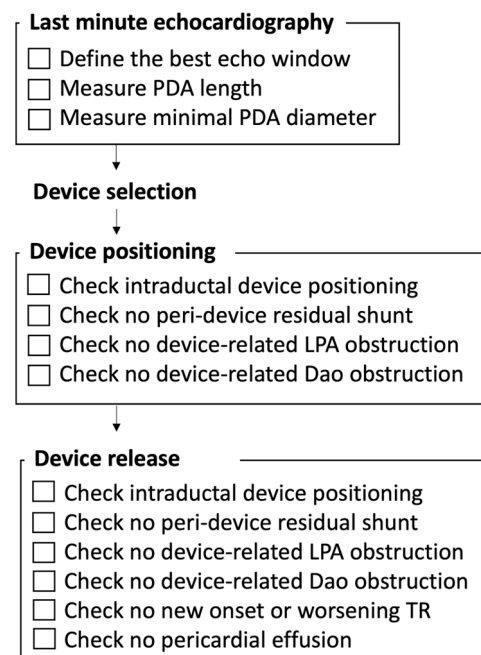 Last minute echocardiography
Define the best echo window
Measure PDA length
Measure minimal PDA diameter
Device selection
Device positioning
Check intraductal device positioning
Check no peri-device residual shunt
Check no device-related LPA obstruction
Check no device-related Dao obstruction
Device release
Check intraductal device positioning
Check no peri-device residual shunt
Check no device-related LPA obstruction
Check no device-related Dao obstruction
Check no new onset or worsening TR
Check no pericardial effusion